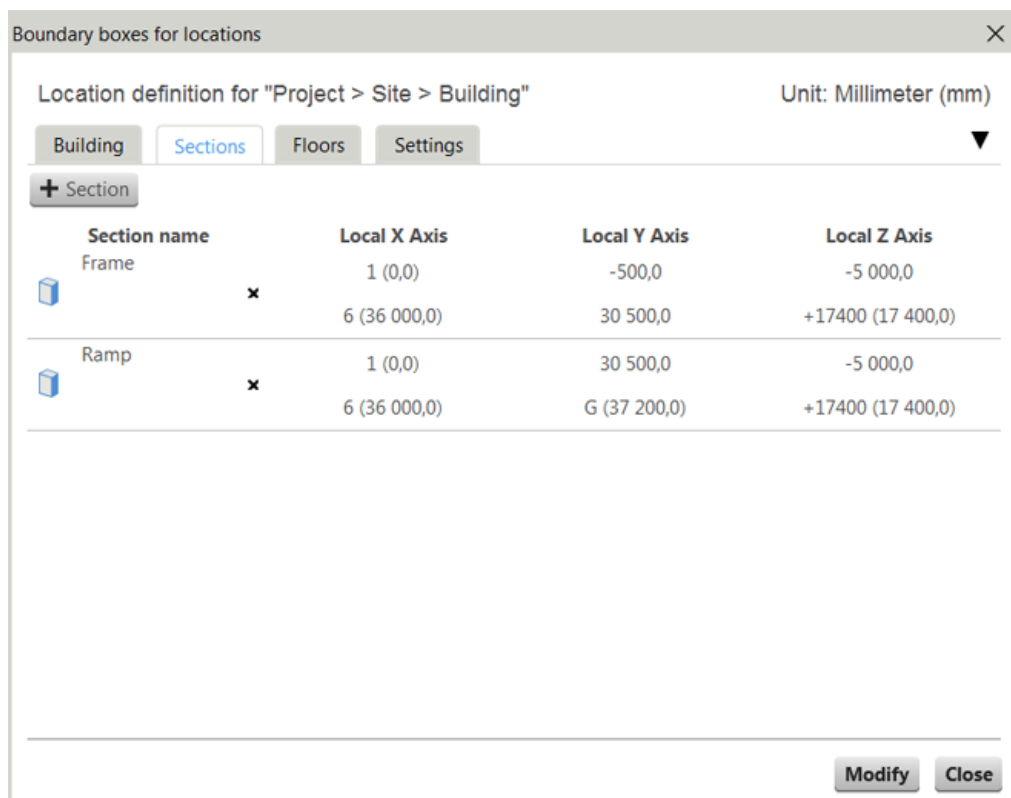 Boundary boxes for locations
Location definition for "Project > Site > Building" Unit: Millimeter (mm)
Building Sections Floors Settings
+ Section
Section name Local X Axis Local Y Axis Local Z Axis
Frame 1 (0,0) -500,0 -5 000,0
6 (36 000,0) 30 500,0 +17400 (17 400,0)
Ramp 1 (0,0) 30 500,0 -5 000,0
6 (36 000,0) G (37 200,0) +17400 (17 400,0)
Modify Close